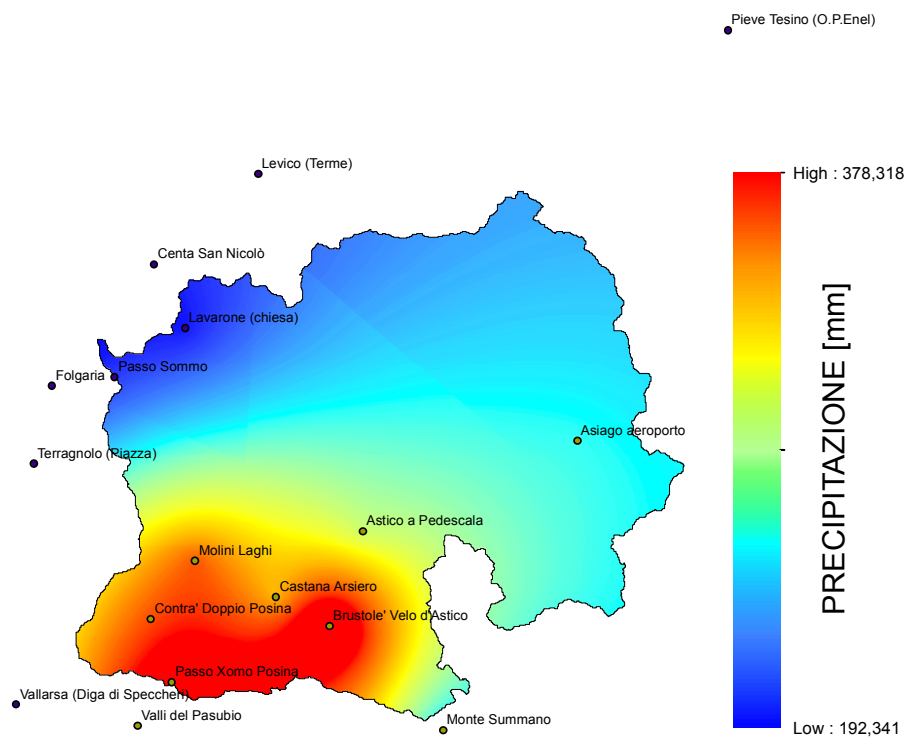 Pieve Tesino (O.P.Enel)
Levico (Terme)
High : 378,318
Centa San Nicolò
Lavarone (chiesa)
Passo Sommo
Folgaria
Asiago aeroporto
Terragnolo (Piazza)
PRECIPITAZIONE [mm]
Astico a Pedescala
Molini Laghi
Castana Arsiero
Contra' Doppio Posina
Brustole' Velo d'Astico
Passo Xomo Posina
Vallarsa (Diga di Speccheri)
Valli del Pasubio
Monte Summano
Low : 192,341